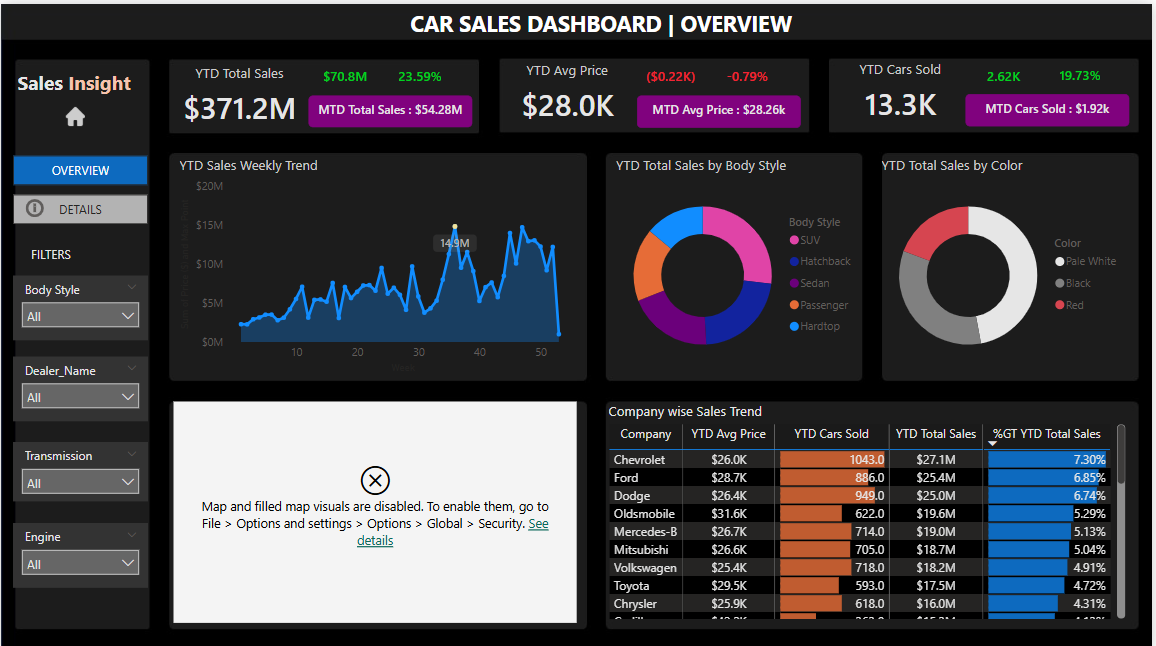 CAR SALES DASHBOARD | OVERVIEW
Sales Insight
OVERVIEW
DETAILS
FILTERS
Body Style
All
Dealer_Name
All
Transmission
All
Engine
All
YTD Total Sales
$70.8M 23.59%
$371.2M
MTD Total Sales : $54.28M
YTD Avg Price
($0.22K) -0.79%
$28.0K
MTD Avg Price : $28.26k
YTD Cars Sold
2.62K 19.73%
13.3K
MTD Cars Sold : $1.92k
YTD Sales Weekly Trend
$20M
$15M
$10M
$5M
$0M
14.9M
10 20 30 40 50
Week
YTD Total Sales by Body Style
Body Style
SUV
Hatchback
Sedan
Passenger
Hardtop
YTD Total Sales by Color
Color
Pale White
Black
Red
Map and filled map visuals are disabled. To enable them, go to
File > Options and settings > Options > Global > Security. See
details
Company wise Sales Trend
Company YTD Avg Price YTD Cars Sold YTD Total Sales %GT YTD Total Sales
Chevrolet $26.0K 1043.0 $27.1M 7.30%
Ford $28.7K 886.0 $25.4M 6.85%
Dodge $26.4K 949.0 $25.0M 6.74%
Oldsmobile $31.6K 622.0 $19.6M 5.29%
Mercedes-B $26.7K 714.0 $19.0M 5.13%
Mitsubishi $26.6K 705.0 $18.7M 5.04%
Volkswagen $25.4K 718.0 $18.2M 4.91%
Toyota $29.5K 593.0 $17.5M 4.72%
Chrysler $25.9K 618.0 $16.0M 4.31%